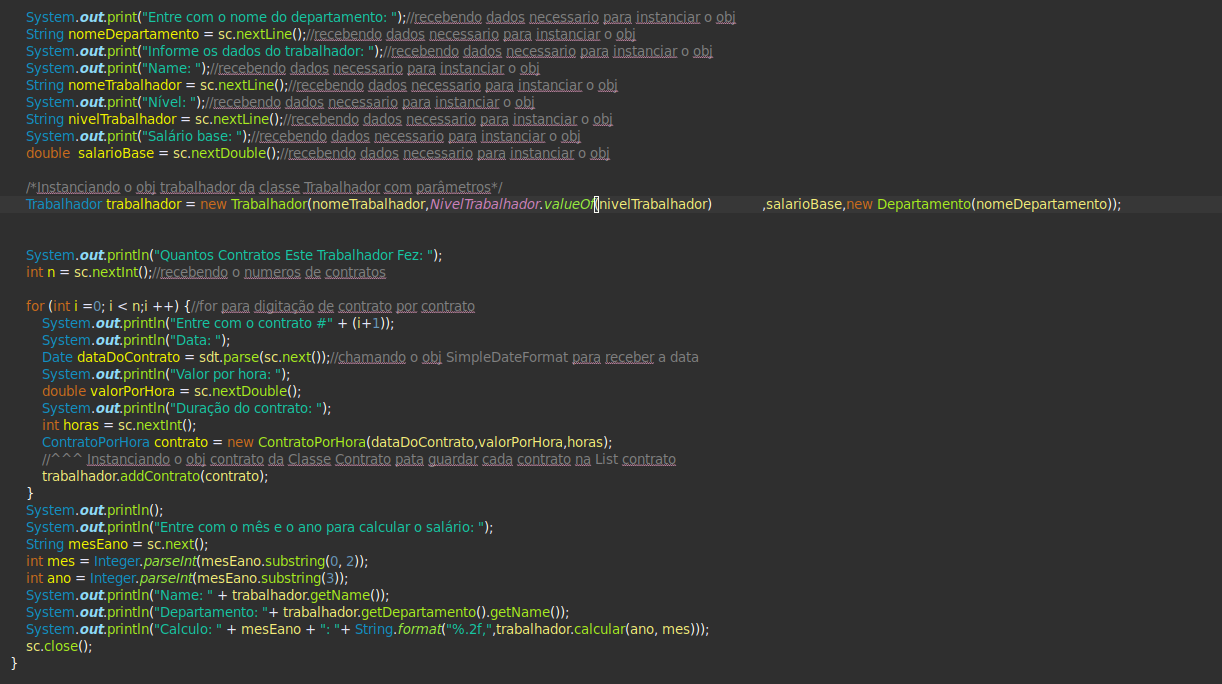 System.out.print("Entre com o nome do departamento: ");//recebendo dados necessario para instanciar o obj
String nomeDepartamento = sc.nextLine();//recebendo dados necessario para instanciar o obj
System.out.print("Informe os dados do trabalhador: ");//recebendo dados necessario para instanciar o obj
System.out.print("Name: ");//recebendo dados necessario para instanciar o obj
String nomeTrabalhador = sc.nextLine();//recebendo dados necessario para instanciar o obj
System.out.print("Nível: ");//recebendo dados necessario para instanciar o obj
String nivelTrabalhador = sc.nextLine();//recebendo dados necessario para instanciar o obj
System.out.print("Salário base: ");//recebendo dados necessario para instanciar o obj
double  salarioBase = sc.nextDouble();//recebendo dados necessario para instanciar o obj
/*Instanciando o obj trabalhador da classe Trabalhador com parâmtros*/
Trabalhador trabalhador = new Trabalhador(nomeTrabalhador,NivelTrabalhador.valueOf(nivelTrabalhador)          ,salarioBase,new Departamento(nomeDepartamento));
System.out.println("Quantos Contratos Este Trabalhador Fez: ");
int n = sc.nextInt();//recebendo o numeros de contratos
for (int i =0; i < n;i ++) {//for para digitação de contrato por contrato
System.out.println("Entre com o contrato #" + (i+1));
System.out.println("Data: ");
Date dataDoContrato = sdt.parse(sc.next());//chamando o obj SimpleDateFormat para receber a data
System.out.println("Valor por hora: ");
double valorPorHora = sc.nextDouble();
System.out.println("Duração do contrato: ");
int horas = sc.nextInt();
ContratoPorHora contrato = new ContratoPorHora(dataDoContrato,valorPorHora,horas);
//^^^ Instanciando o obj contrato da Classe Contrato pata guardar cada contrato na List contrato
trabalhador.addContrato(contrato);
}
System.out.println();
System.out.println("Entre com o mês e o ano para calcular o salário: ");
String mesEano = sc.next();
int mes = Integer.parseInt(mesEano.substring(0, 2));
int ano = Integer.parseInt(mesEano.substring(3));
System.out.println("Name: " + trabalhador.getName());
System.out.println("Departamento: "+ trabalhador.getDepartamento().getName());
System.out.println("Calculo: " + mesEano + ": "+ String.format("%.2f,",trabalhador.calcular(ano, mes)));
sc.close();
}